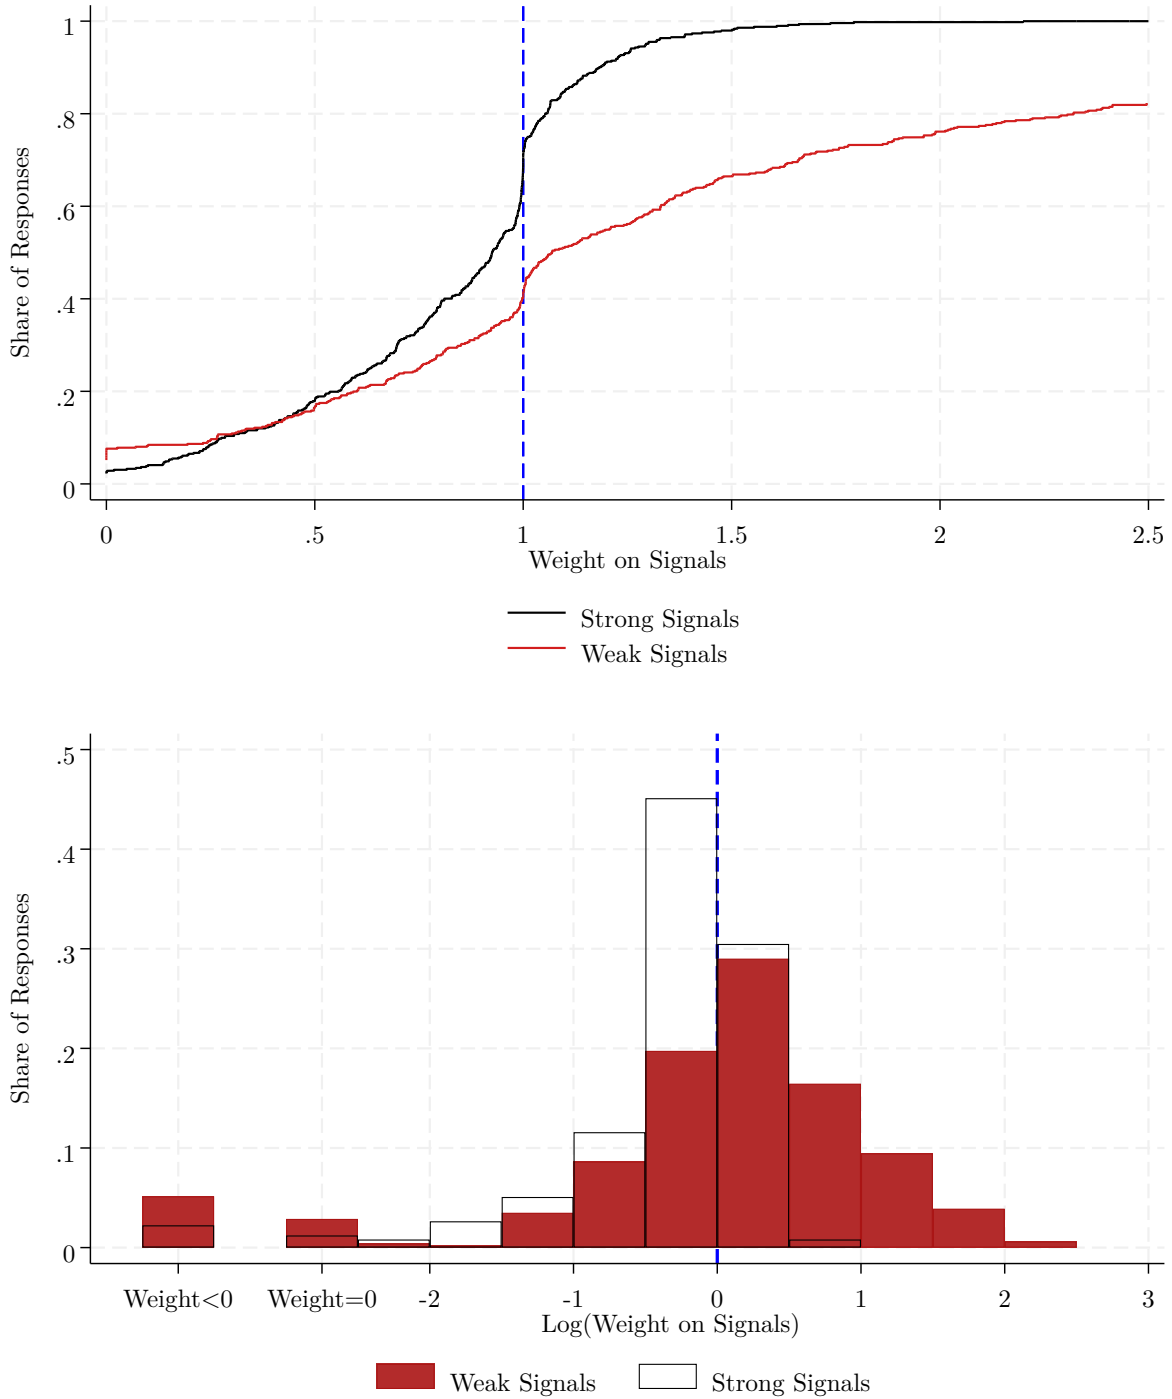 1
.8
.6
.4
.2
0
Share of Responses
0 .5 1 1.5 2 2.5
Weight on Signals
Strong Signals
Weak Signals
.5
.4
.3
.2
.1
0
Share of Responses
Weight<0 Weight=0 -2 -1 0 1 2 3
Log(Weight on Signals)
Weak Signals Strong Signals